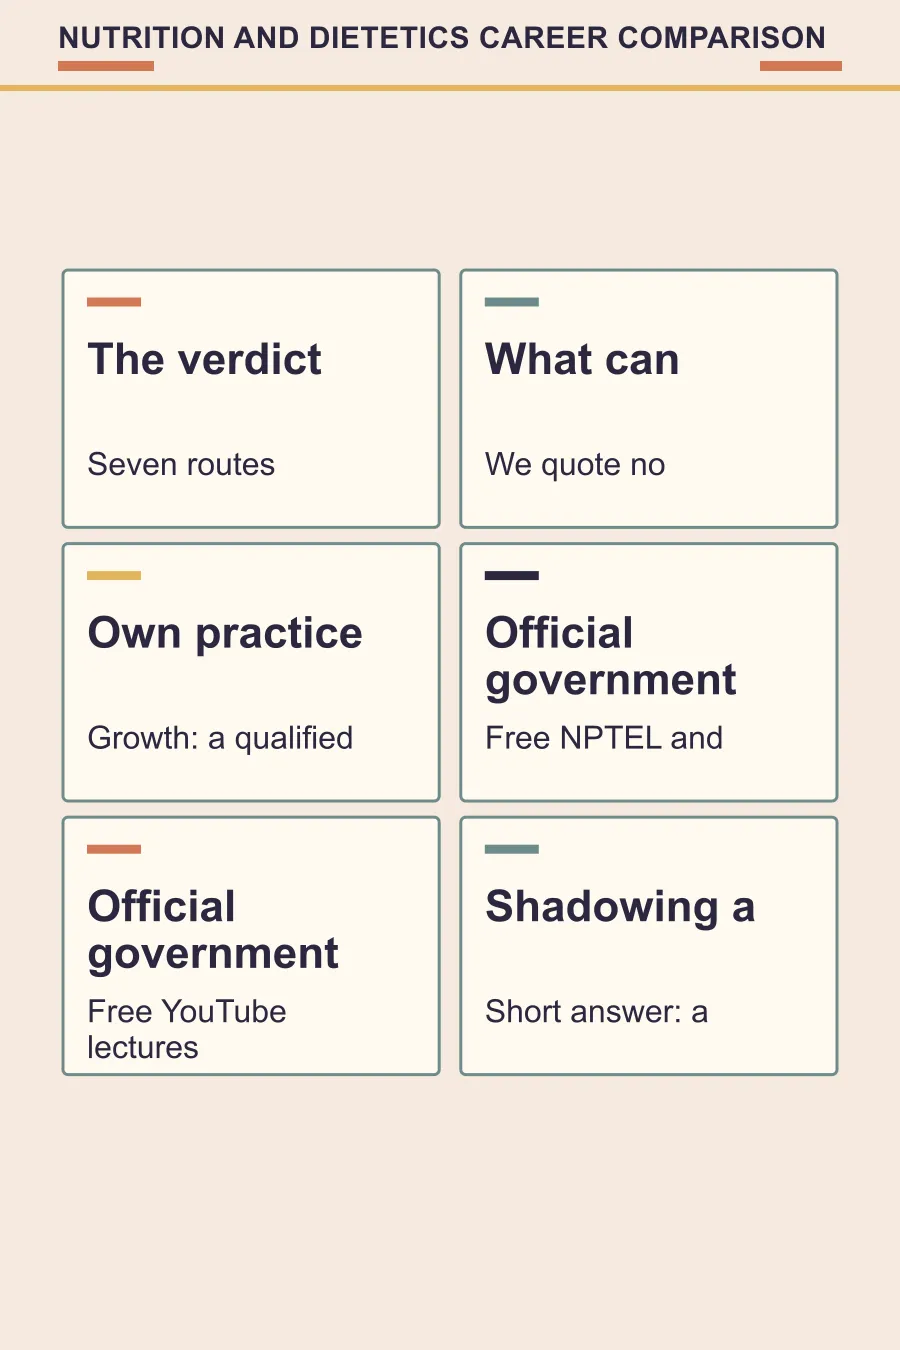 NUTRITION AND DIETETICS CAREER COMPARISON
The verdict
Seven routes
What can
We quote no
Own practice
Growth: a qualified
Official
government
Free NPTEL and
Official
government
Free YouTube
lectures
Shadowing a
Short answer: a